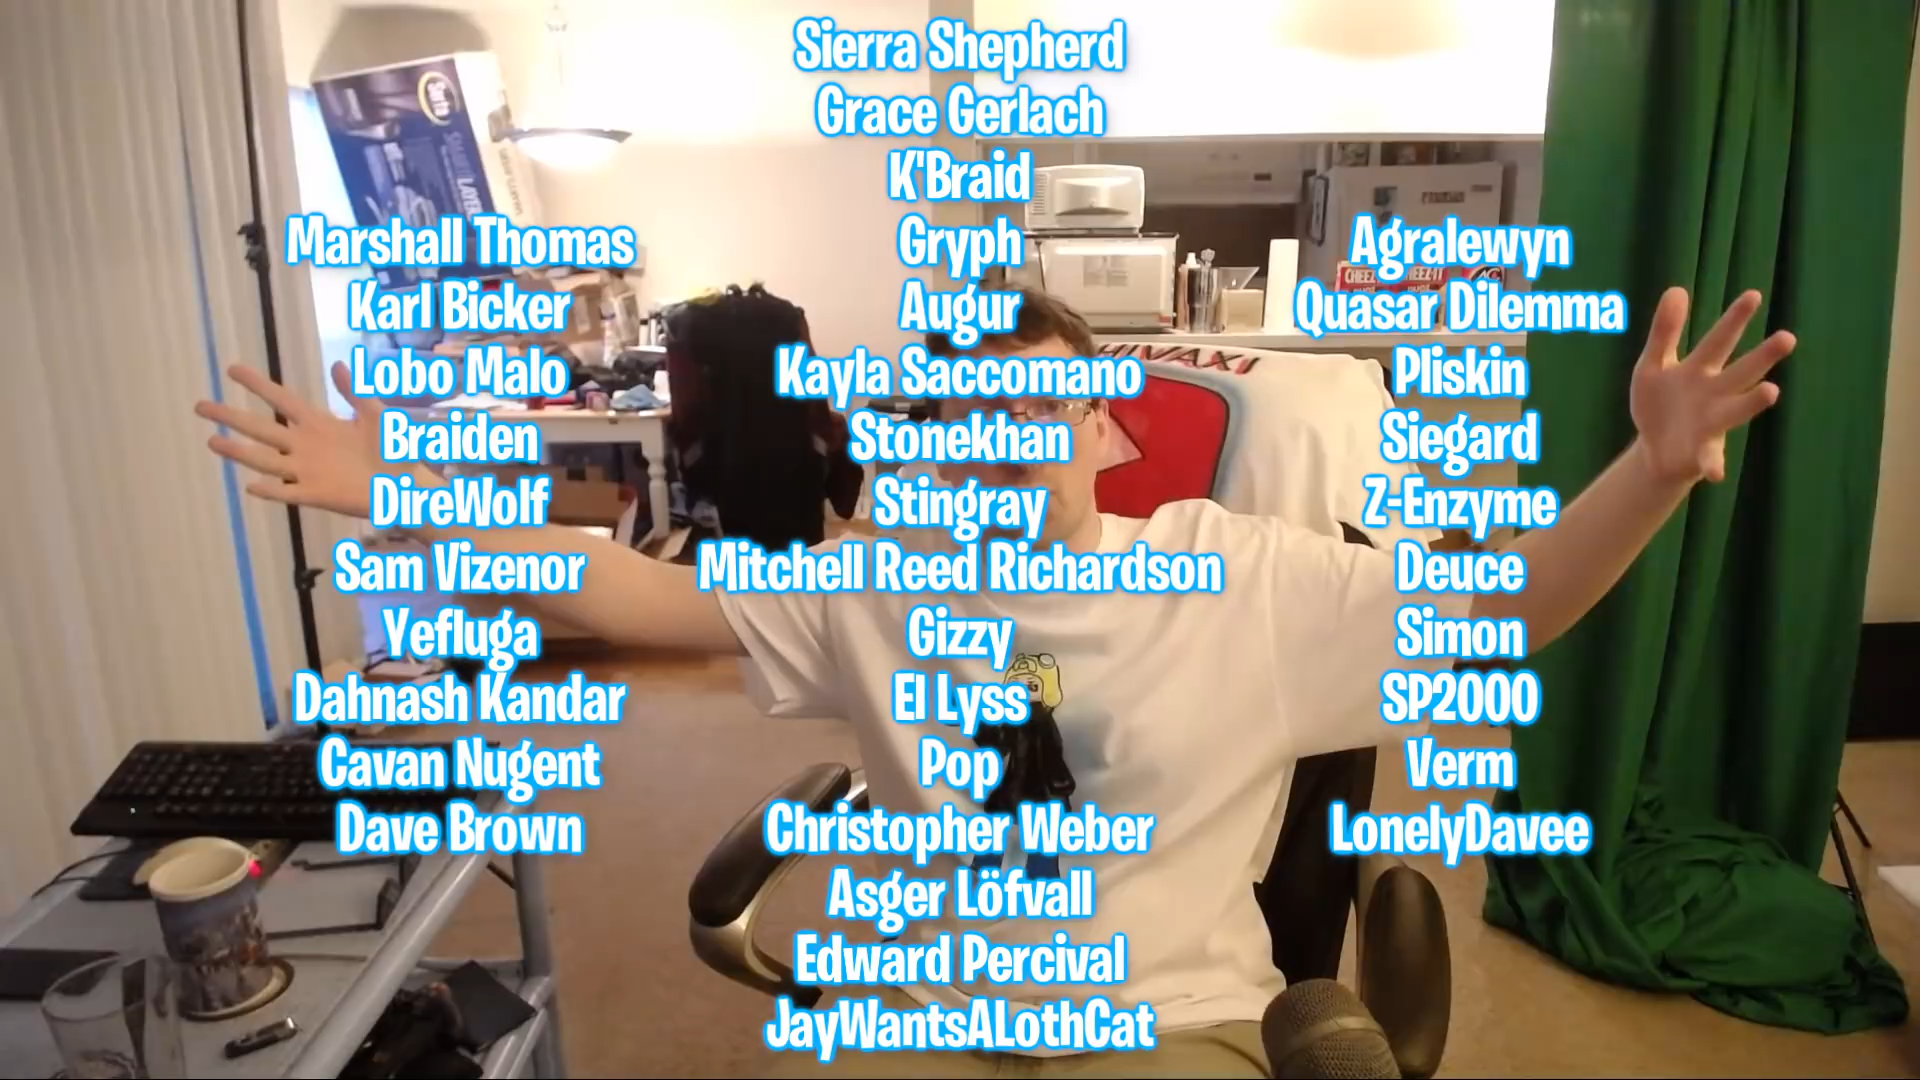 Sierra Shepherd
Grace Gerlach
K'Braid
Gryph
Augur
Kayla Saccomano
Stonekhan
Stingray
Mitchell Reed Richardson
Gizzy
El Lyss
Pop
Christopher Weber
Asger Löfvall
Edward Percival
JayWantsALothCat
Marshall Thomas
Karl Bicker
Lobo Malo
Braiden
DireWolf
Sam Vizenor
Yefluga
Dahnash Kandar
Cavan Nugent
Dave Brown
Agralewyn
Quasar Dilemma
Pliskin
Siegard
Z-Enzyme
Deuce
Simon
SP2000
Verm
LonelyDavee
Serta